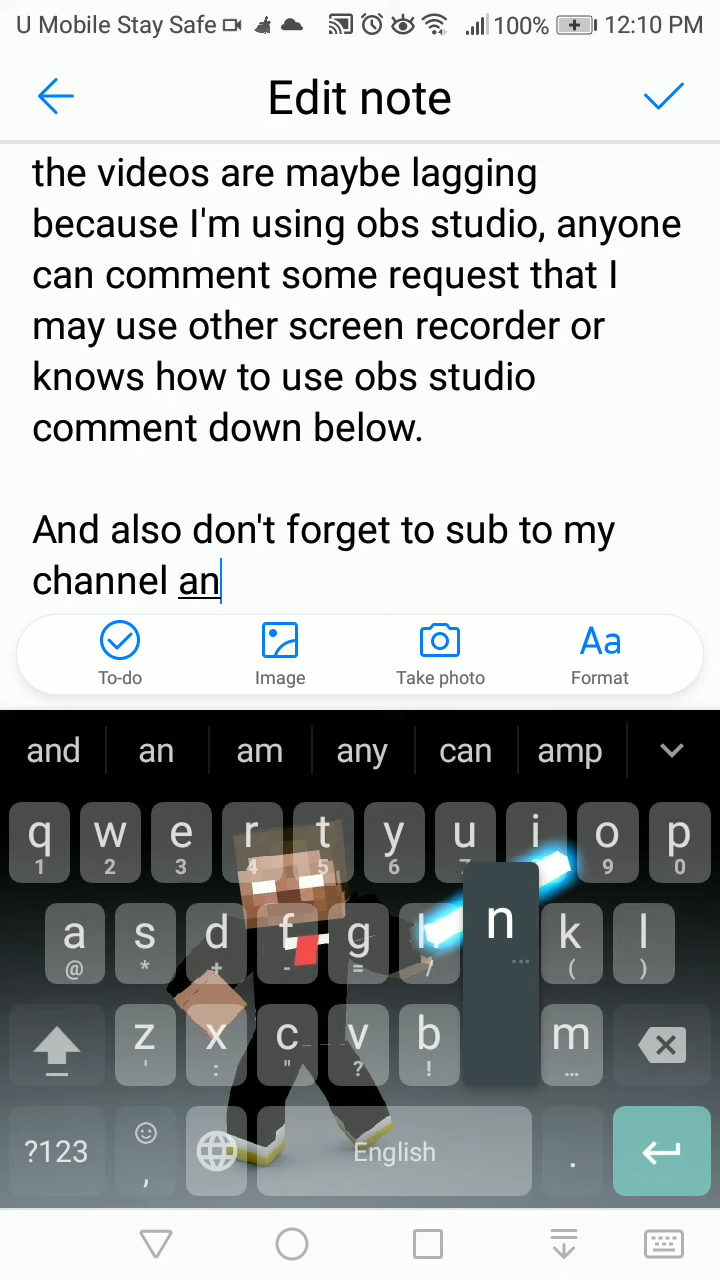 U Mobile Stay Safe 100% 12:10 PM
Edit note
the videos are maybe lagging
because I'm using obs studio, anyone
can comment some request that I
may use other screen recorder or
knows how to use obs studio
comment down below.
And also don't forget to sub to my
channel an
To-do Image Take photo Format
Aa
and an am any can amp
q w e r t y u i o p
1 2 3 4 5 6 7 9 0
a s d f g h n k l
@ * + - = / ( )
z x c v b m
' : " ? ! …
?123 , English .